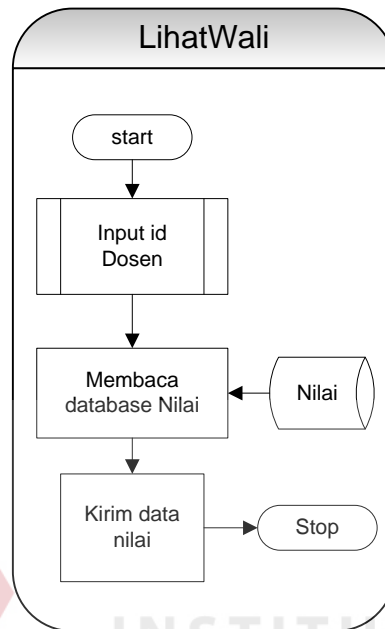 LihatWali
start
Input id
Dosen
Membaca
database Nilai
Nilai
Kirim data
nilai
Stop